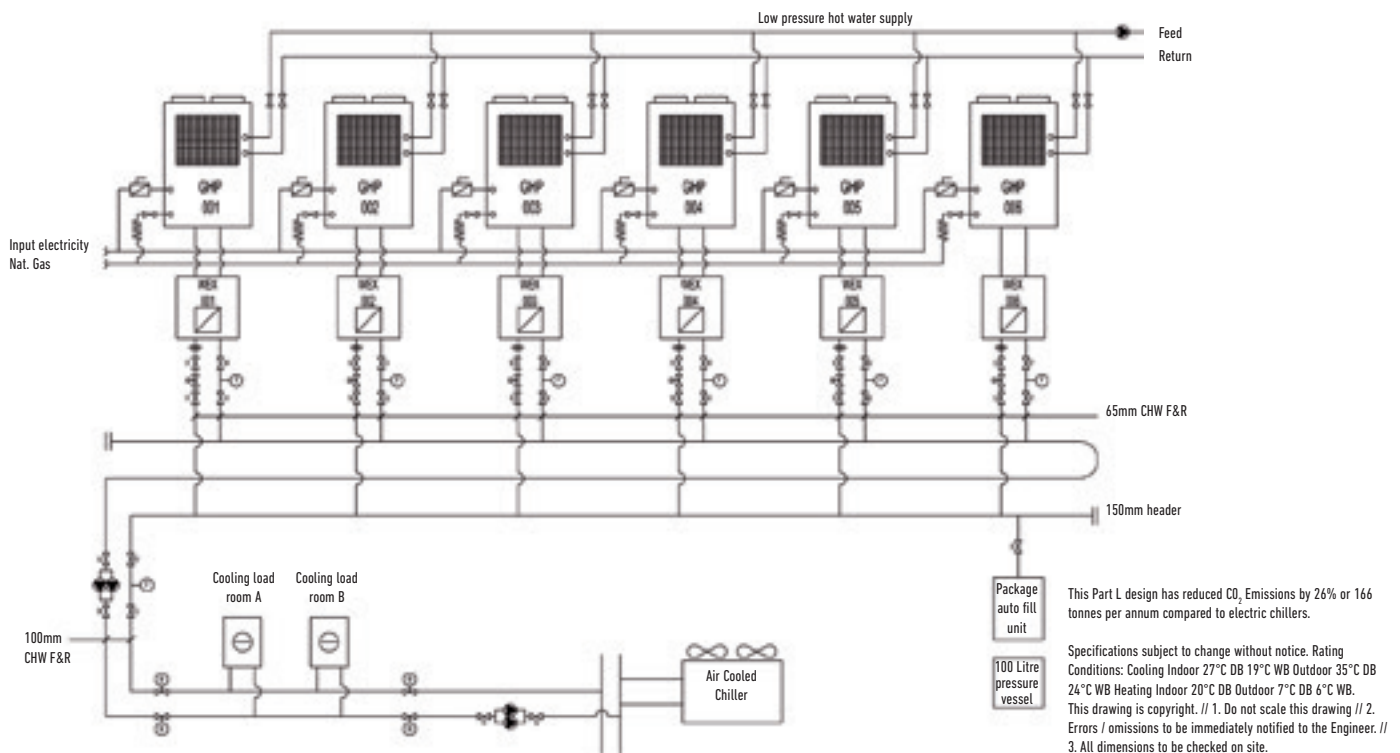 Low pressure hot water supply
Feed
Return
GHP
001
GHP
002
GHP
003
GHP
004
GHP
005
GHP
006
Input electricity
Nat. Gas
WEX
001
WEX
002
WEX
003
WEX
004
WEX
005
WEX
006
65mm CHW F&R
150mm header
Cooling load
room A
Cooling load
room B
100mm
CHW F&R
Air Cooled
Chiller
Package
auto fill
unit
100 Litre
pressure
vessel
This Part L design has reduced CO₂ Emissions by 26% or 166
tonnes per annum compared to electric chillers.
Specifications subject to change without notice. Rating
Conditions: Cooling Indoor 27°C DB 19°C WB Outdoor 35°C DB
24°C WB Heating Indoor 20°C DB Outdoor 7°C DB 6°C WB.
This drawing is copyright. // 1. Do not scale this drawing // 2.
Errors / omissions to be immediately notified to the Engineer. //
3. All dimensions to be checked on site.